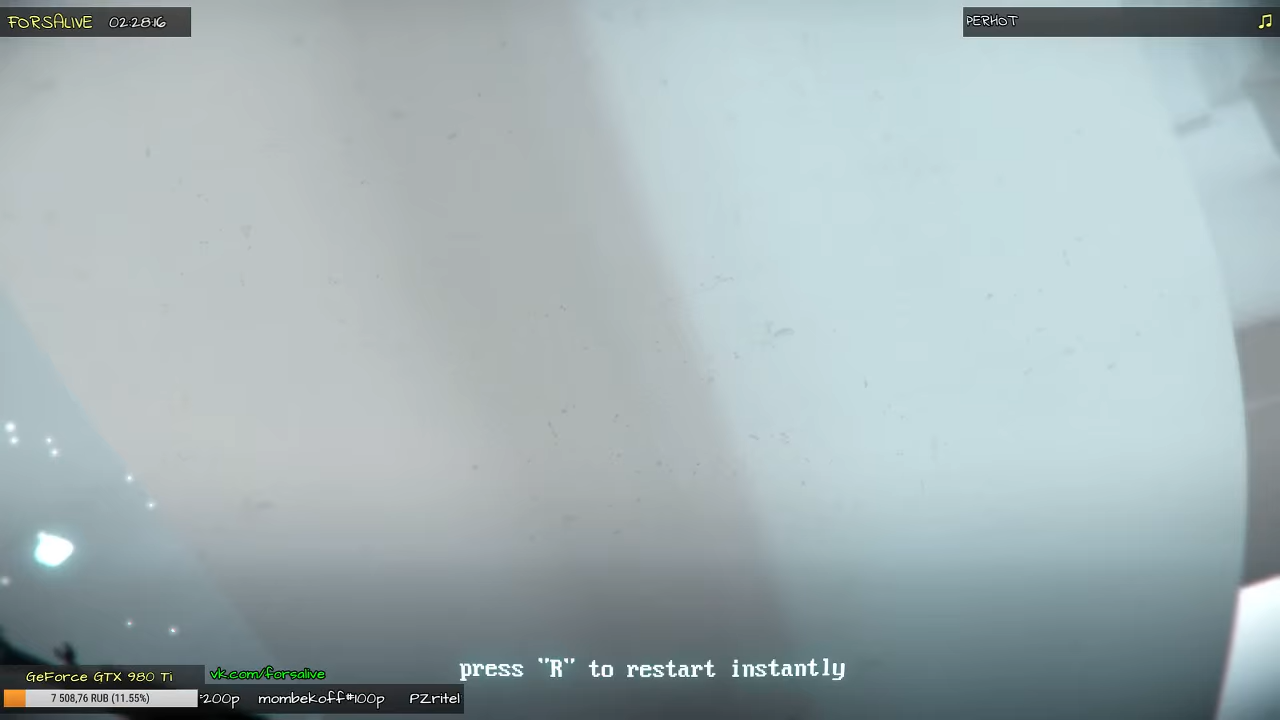 FORSALIVE 02:28:16
PERHOT
press "R" to restart instantly
GeForce GTX 980 Ti
vk.com/forsalive
7 508,76 RUB (11.55%)
200p mombekoff#100p PZritel